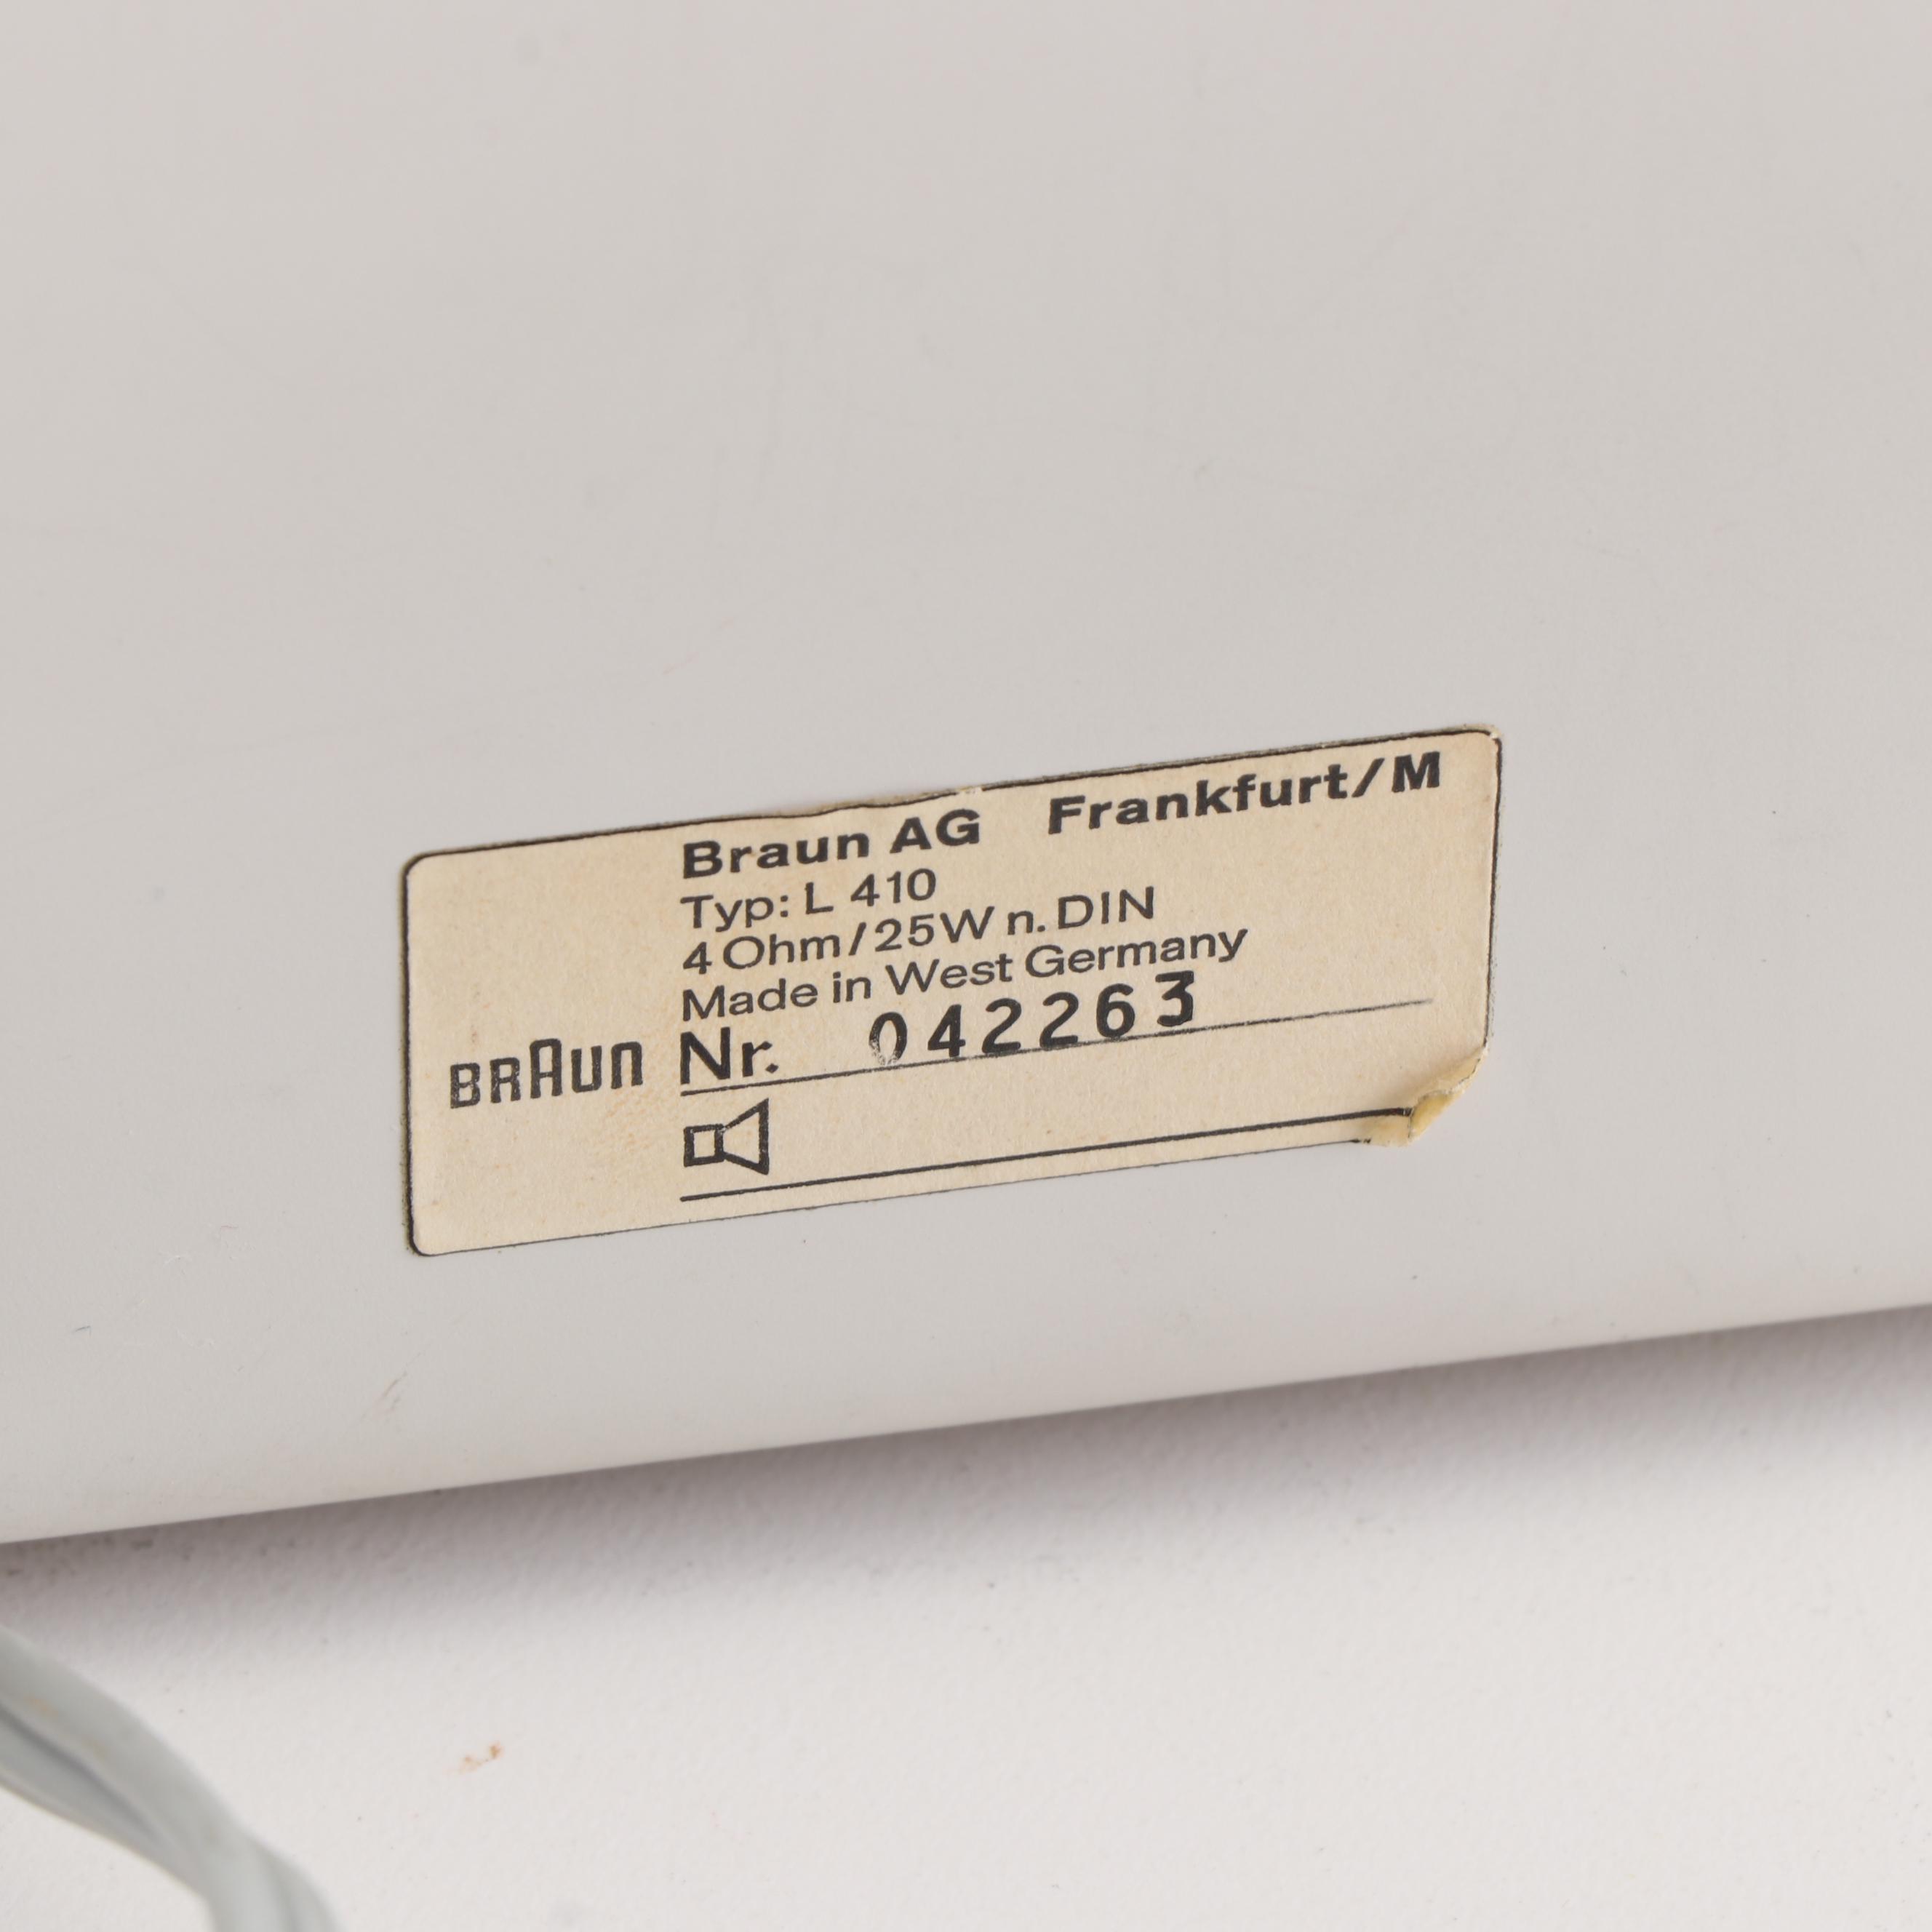 Braun AG Frankfurt/M
Typ: L 410
4 Ohm/25W n. DIN
Made in West Germany
BRAUN Nr. 042263